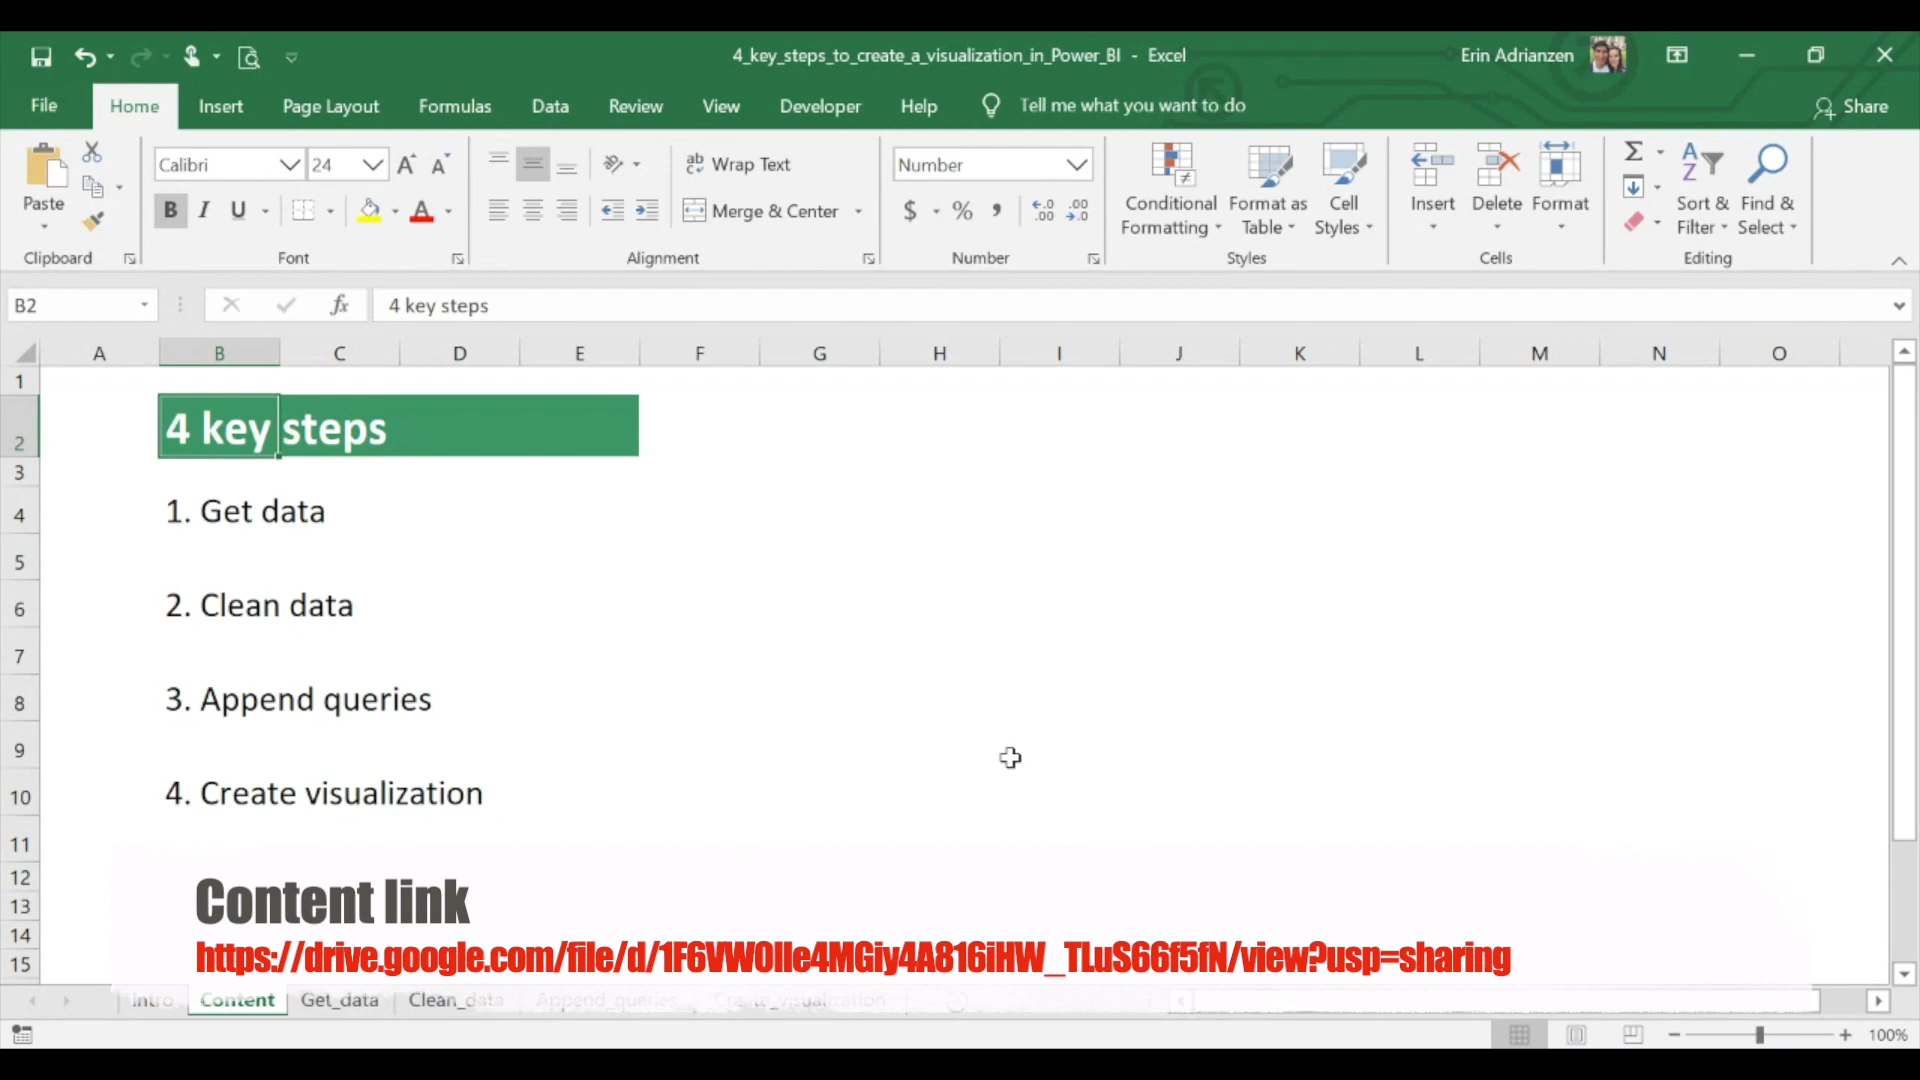 4_key_steps_to_create_a_visualization_in_Power_BI - Excel
Erin Adrianzen
File Home Insert Page Layout Formulas Data Review View Developer Help Tell me what you want to do Share
Paste
Calibri 24
B I U
Wrap Text
Merge & Center
Number
$ % ,
Conditional Formatting
Format as Table
Cell Styles
Insert Delete Format
Sort & Filter
Find & Select
Clipboard Font Alignment Number Styles Cells Editing
B2 fx 4 key steps
A B C D E F G H I J K L M N O
1
2 4 key steps
3
4 1. Get data
5
6 2. Clean data
7
8 3. Append queries
9
10 4. Create visualization
11
12
13
14
15
Content link
https://drive.google.com/file/d/1F6VW0lle4MGiy4A816iHW_TLuS66f5fN/view?usp=sharing
Intro Content Get_data Clean_data Append_queries Create_visualization
100%